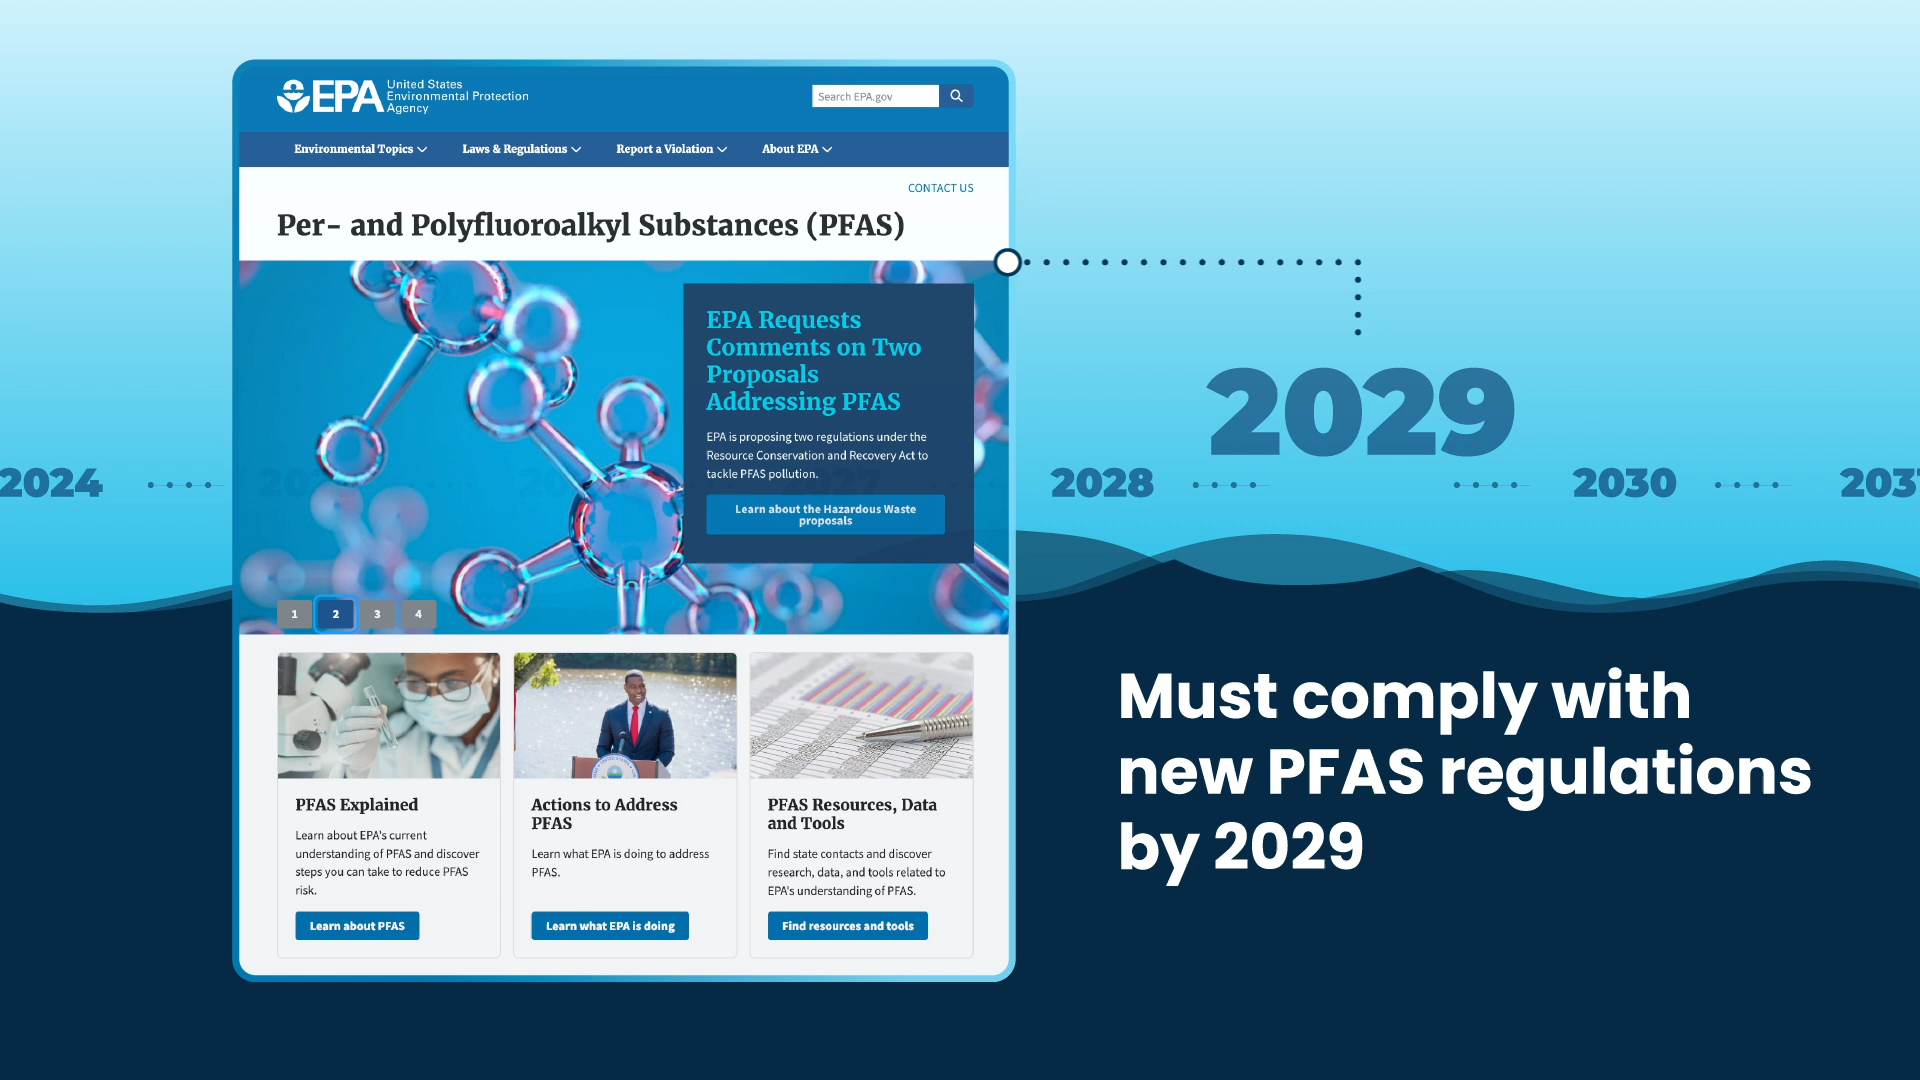 EPA
United States
Environmental Protection
Agency
Search EPA.gov
Environmental Topics
Laws & Regulations
Report a Violation
About EPA
CONTACT US
Per- and Polyfluoroalkyl Substances (PFAS)
EPA Requests
Comments on Two
Proposals
Addressing PFAS
EPA is proposing two regulations under the
Resource Conservation and Recovery Act to
tackle PFAS pollution.
Learn about the Hazardous Waste
proposals
1 2 3 4
PFAS Explained
Learn about EPA's current
understanding of PFAS and discover
steps you can take to reduce PFAS
risk.
Learn about PFAS
Actions to Address
PFAS
Learn what EPA is doing to address
PFAS.
Learn what EPA is doing
PFAS Resources, Data
and Tools
Find state contacts and discover
research, data, and tools related to
EPA's understanding of PFAS.
Find resources and tools
2024
2027
2028
2029
2030
Must comply with
new PFAS regulations
by 2029